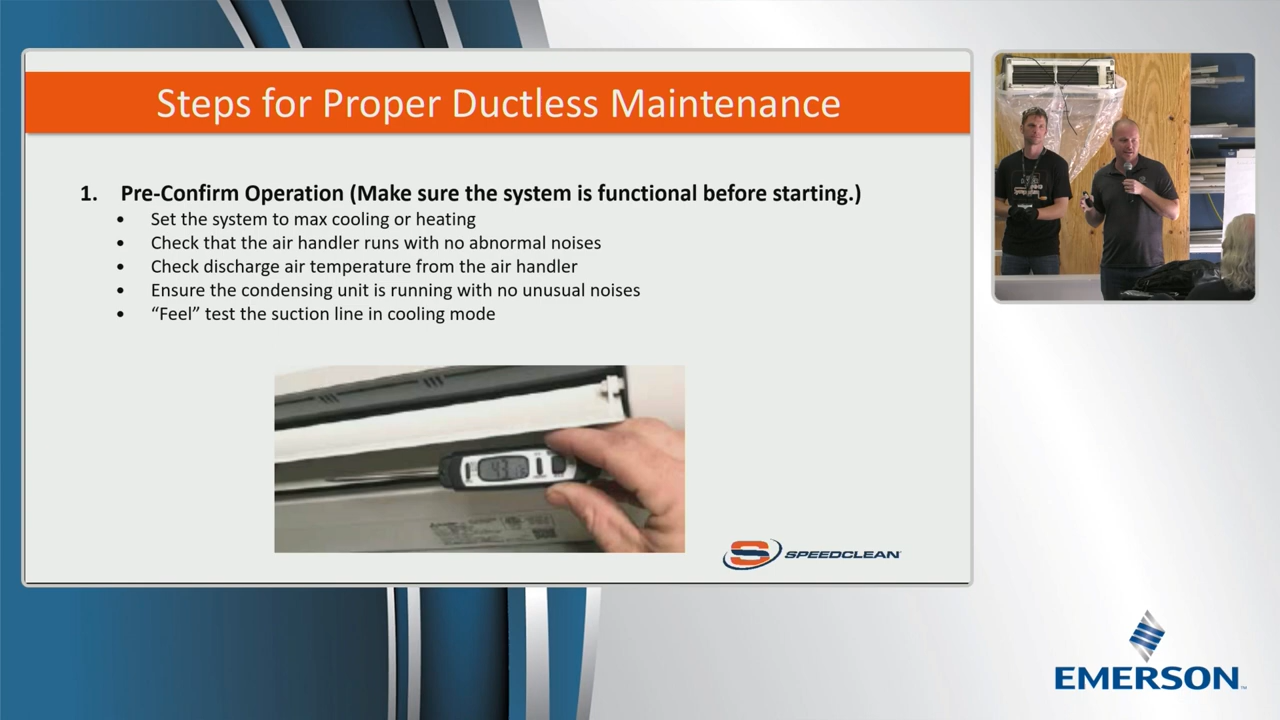 Steps for Proper Ductless Maintenance
1. Pre-Confirm Operation (Make sure the system is functional before starting.)
• Set the system to max cooling or heating
• Check that the air handler runs with no abnormal noises
• Check discharge air temperature from the air handler
• Ensure the condensing unit is running with no unusual noises
• “Feel” test the suction line in cooling mode
SPEEDCLEAN
EMERSON